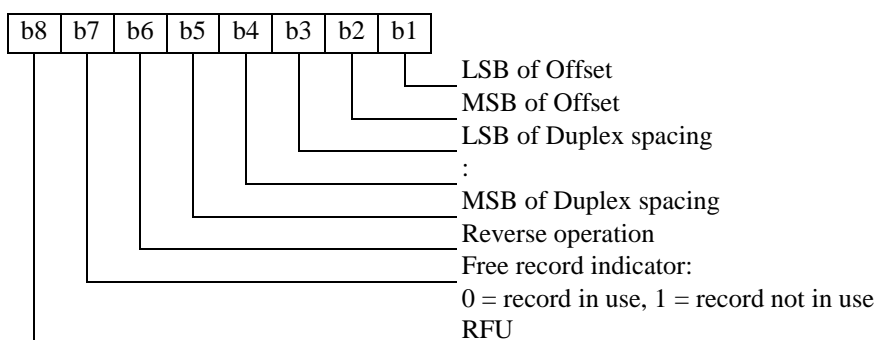 b8 b7 b6 b5 b4 b3 b2 b1
LSB of Offset
MSB of Offset
LSB of Duplex spacing
:
MSB of Duplex spacing
Reverse operation
Free record indicator:
0 = record in use, 1 = record not in use
RFU